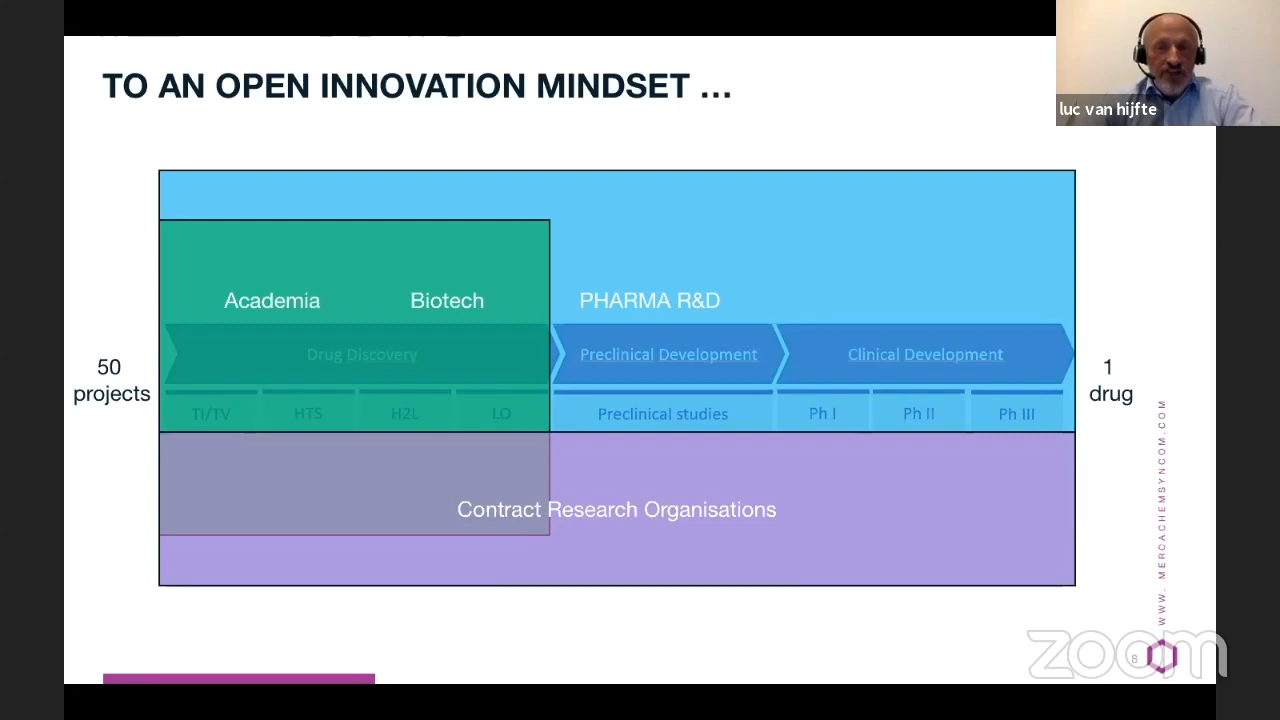 TO AN OPEN INNOVATION MINDSET ...
luc van hijfte
Academia
Biotech
PHARMA R&D
Drug Discovery
Preclinical Development
Clinical Development
50
projects
1
drug
TI/TV
HTS
H2L
LO
Preclinical studies
Ph I
Ph II
Ph III
Contract Research Organisations
WWW. MERCACHEMSYNCOM.COM
8
zoom